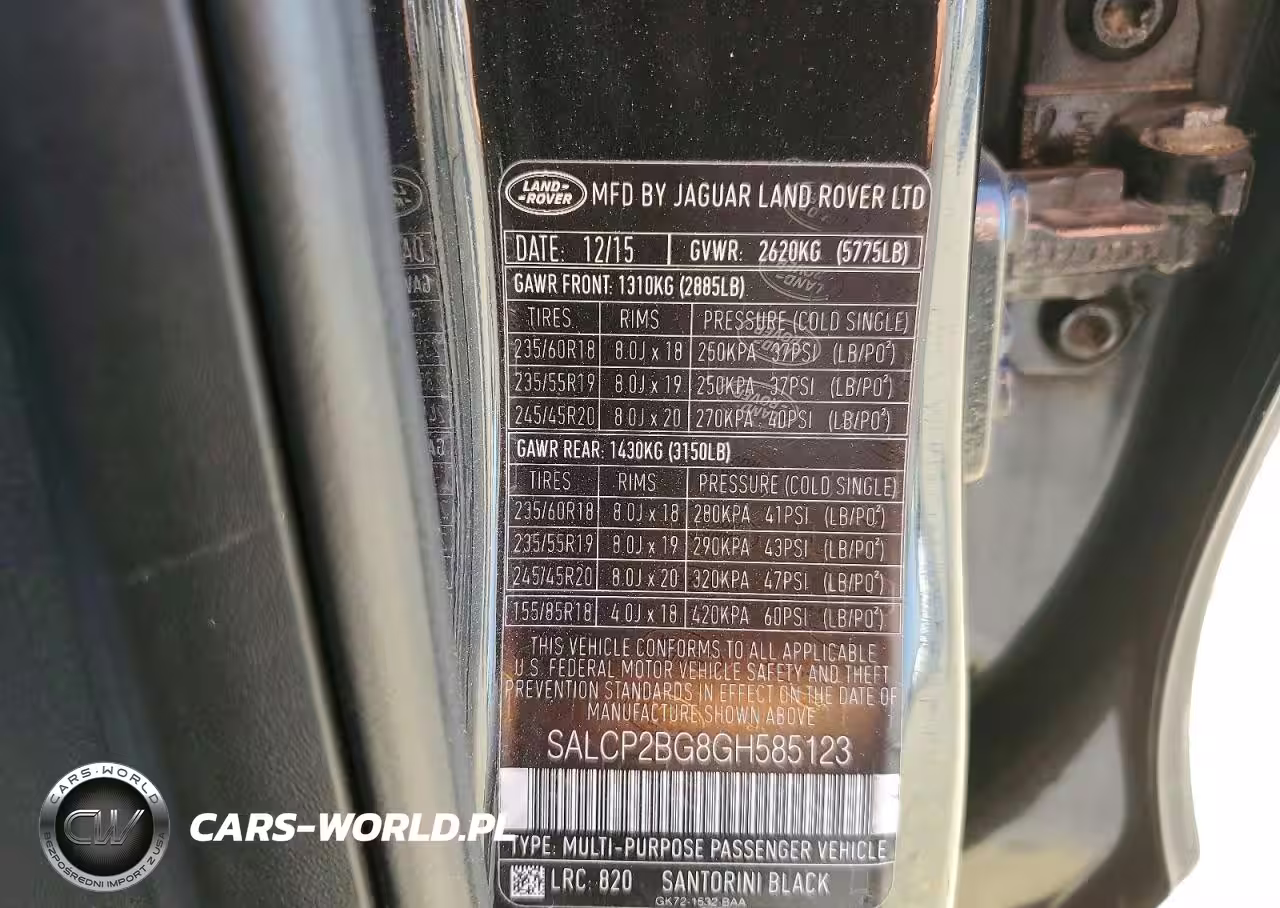 LAND-
-ROVER
MFD BY JAGUAR LAND ROVER LTD
DATE: 12/15 GVWR: 2620KG (5775LB)
GAWR FRONT: 1310KG (2885LB)
TIRES RIMS PRESSURE (COLD SINGLE)
235/60R18 8.0J x 18 250KPA 37PSI (LB/PO²)
235/55R19 8.0J x 19 250KPA 37PSI (LB/PO²)
245/45R20 8.0J x 20 270KPA 40PSI (LB/PO²)
GAWR REAR: 1430KG (3150LB)
TIRES RIMS PRESSURE (COLD SINGLE)
235/60R18 8.0J x 18 280KPA 41PSI (LB/PO²)
235/55R19 8.0J x 19 290KPA 43PSI (LB/PO²)
245/45R20 8.0J x 20 320KPA 47PSI (LB/PO²)
155/85R18 4.0J x 18 420KPA 60PSI (LB/PO²)
THIS VEHICLE CONFORMS TO ALL APPLICABLE
U.S. FEDERAL MOTOR VEHICLE SAFETY AND THEFT
PREVENTION STANDARDS IN EFFECT ON THE DATE OF
MANUFACTURE SHOWN ABOVE
SALCP2BG8GH585123
TYPE: MULTI-PURPOSE PASSENGER VEHICLE
LRC: 820 SANTORINI BLACK
GK72-1532-BAA
CARS-WORLD
CW
BEZPOŚREDNI IMPORT Z USA
CARS-WORLD.PL